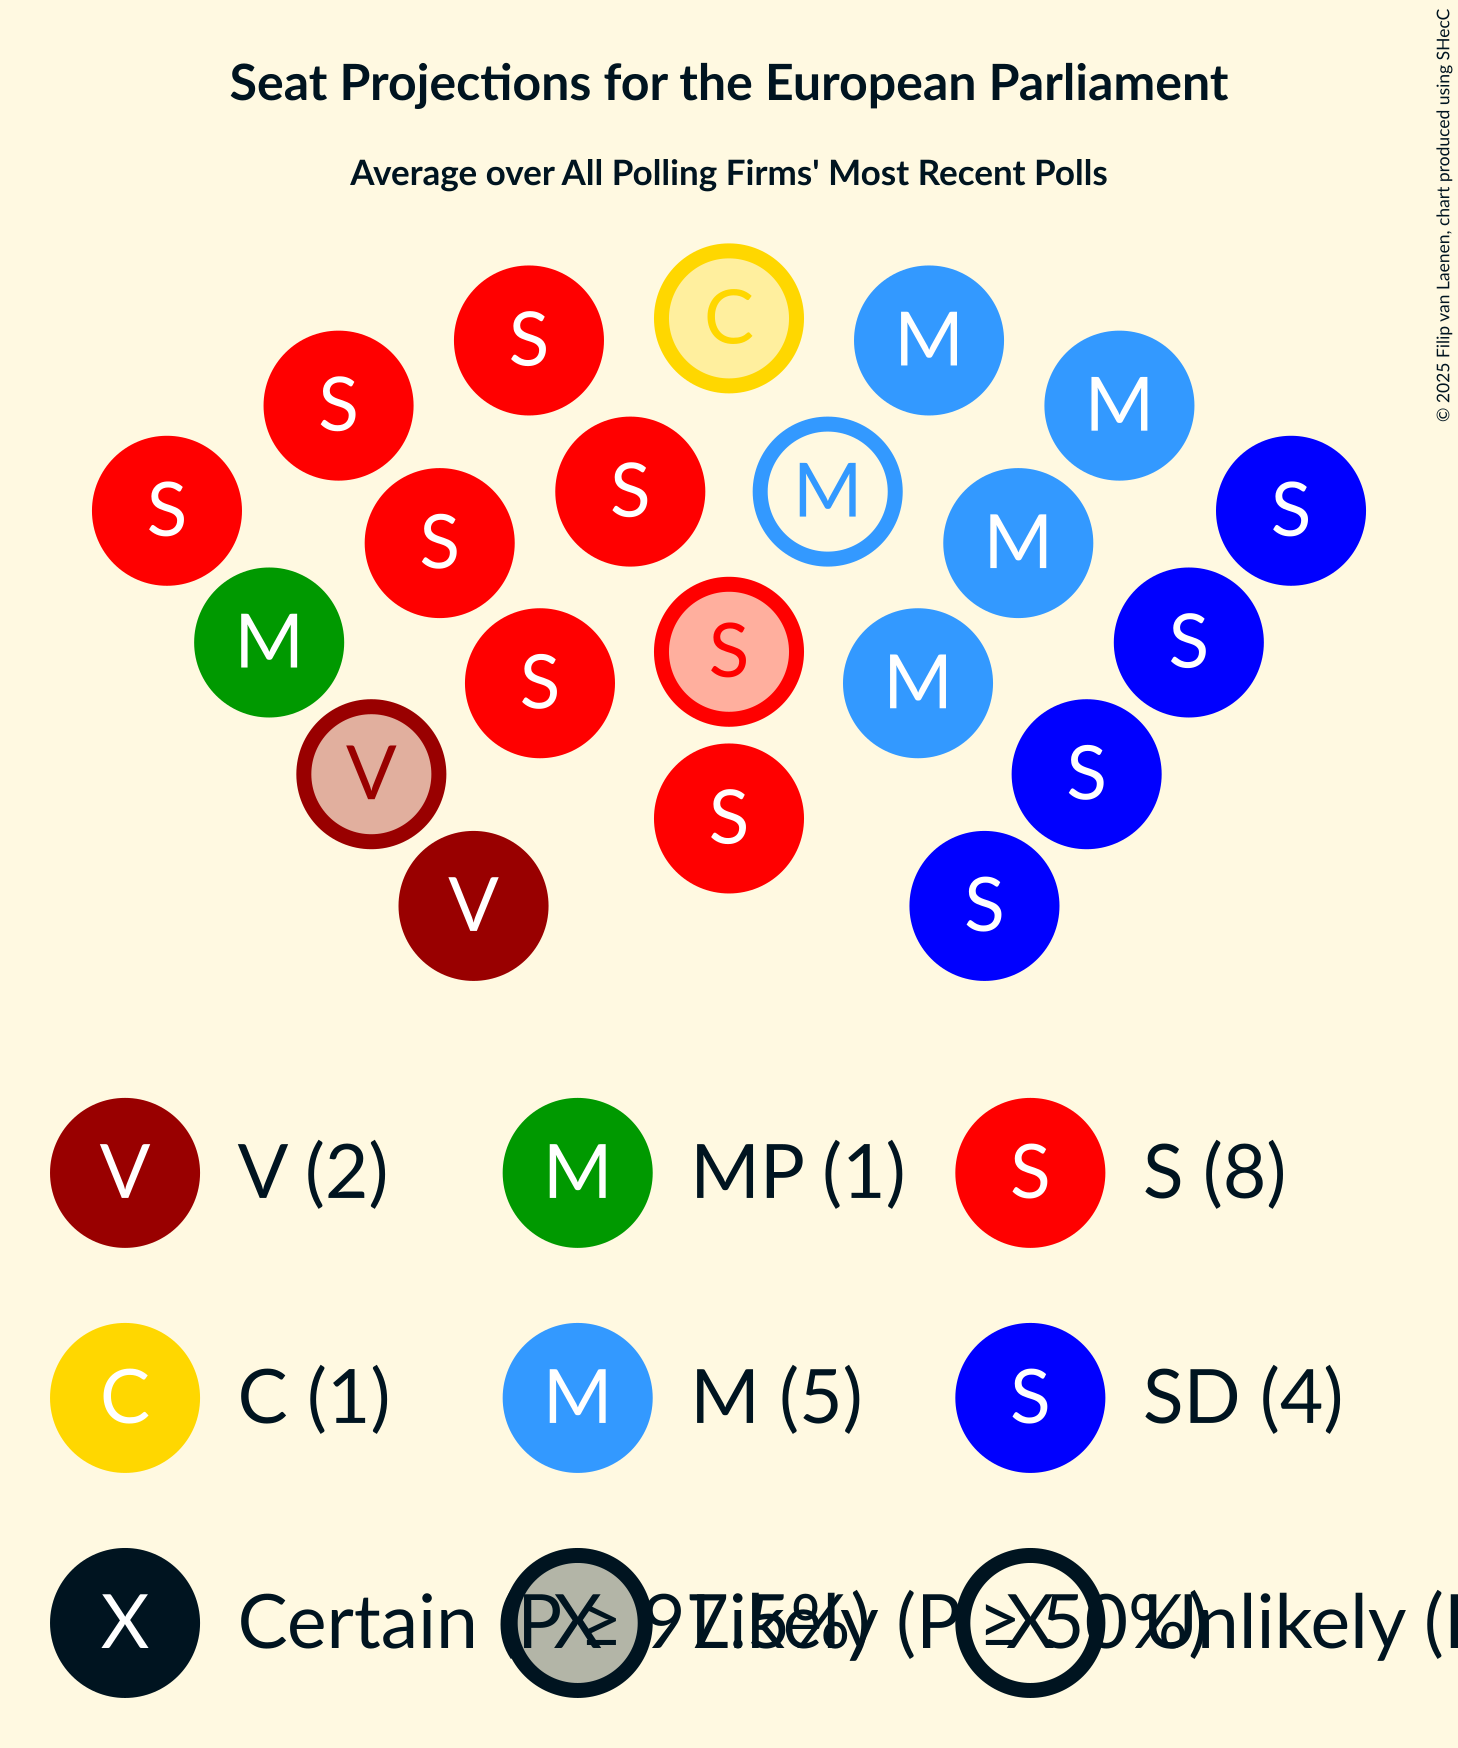 Seat Projections for the European Parliament
Average over All Polling Firms' Most Recent Polls
© 2025 Filip van Laenen, chart produced using SHecC
C
S M
S M
S S
S M
S M
M S
S
S M
V S
S
V S
V V (2) M MP (1) S S (8)
C C (1) M M (5) S SD (4)
X Certain (P ≥ 97.5%) X Likely (P ≥ 50%) X Unlikely (